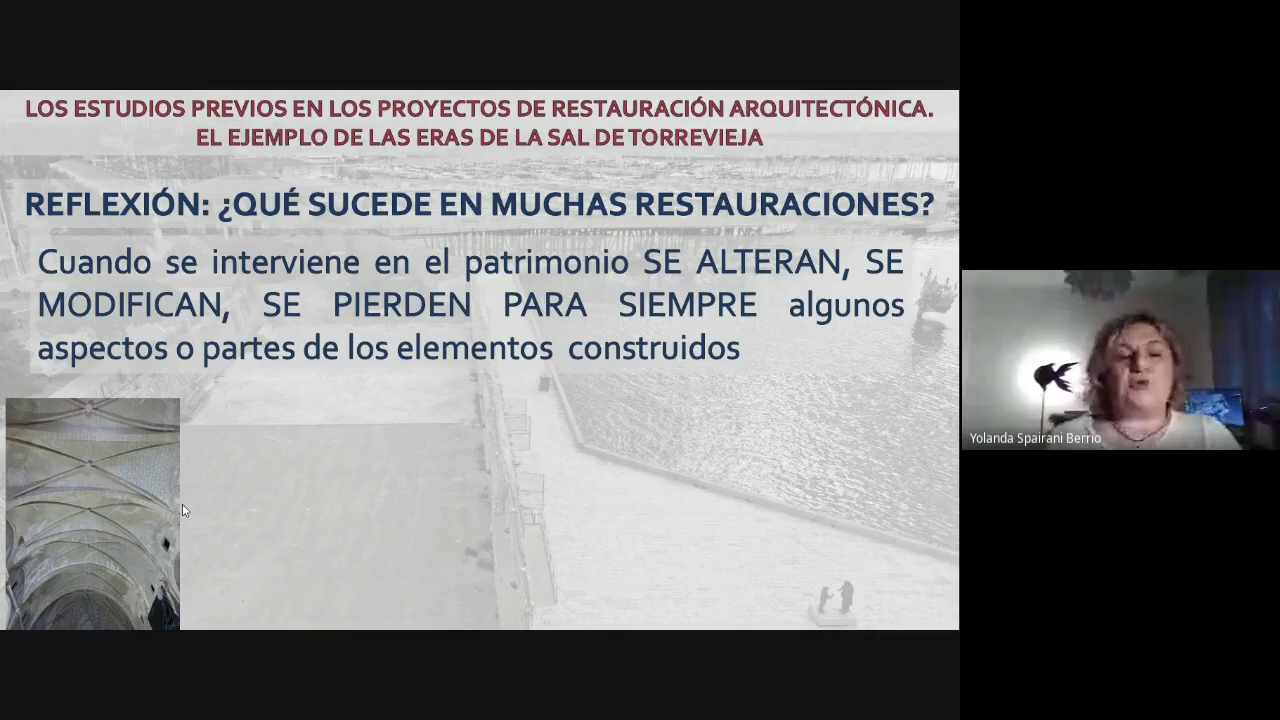 LOS ESTUDIOS PREVIOS EN LOS PROYECTOS DE RESTAURACIÓN ARQUITECTÓNICA.
EL EJEMPLO DE LAS ERAS DE LA SAL DE TORREVIEJA
REFLEXIÓN: ¿QUÉ SUCEDE EN MUCHAS RESTAURACIONES?
Cuando se interviene en el patrimonio SE ALTERAN, SE
MODIFICAN, SE PIERDEN PARA SIEMPRE algunos
aspectos o partes de los elementos construidos
Yolanda Spairani Berrio